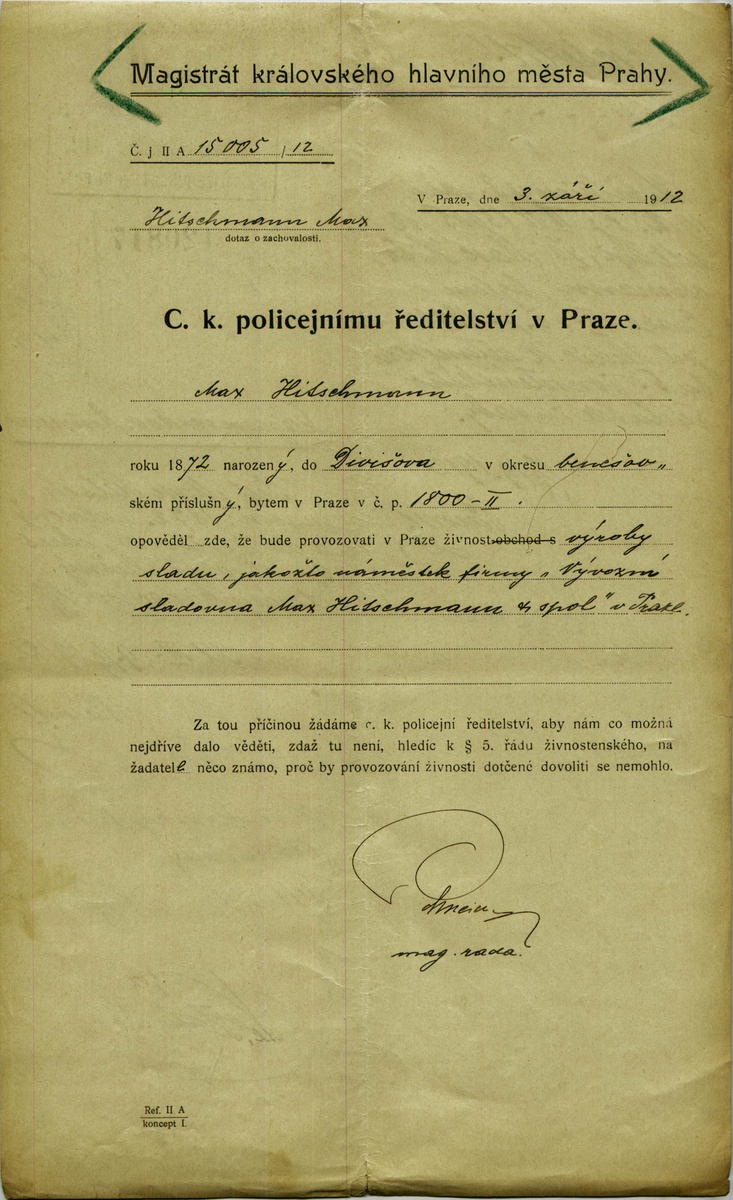 Magistrát královského hlavního města Prahy.
Č. j II A 15005 / 12
V Praze, dne 3. září 1912
Hitschmann Max
dotaz o zachovalosti.
C. k. policejnímu ředitelství v Praze.
Max Hitschmann
roku 1872 narozený, do Divišova v okresu benešov„
ském příslušný, bytem v Praze v č. p. 1800-II.
opověděl zde, že bude provozovati v Praze živnost obchod s výroby
sladu, jakožto náměstek firmy „Vývozní
sladovna Max Hitschmann & spol" v Praze.
Za tou příčinou žádáme c. k. policejní ředitelství, aby nám co možná
nejdříve dalo věděti, zdaž tu není, hledíc k § 5. řádu živnostenského, na
žadatele něco známo, proč by provozování živnosti dotčené dovoliti se nemohlo.
mag. rada.
Ref. II A
koncept I.